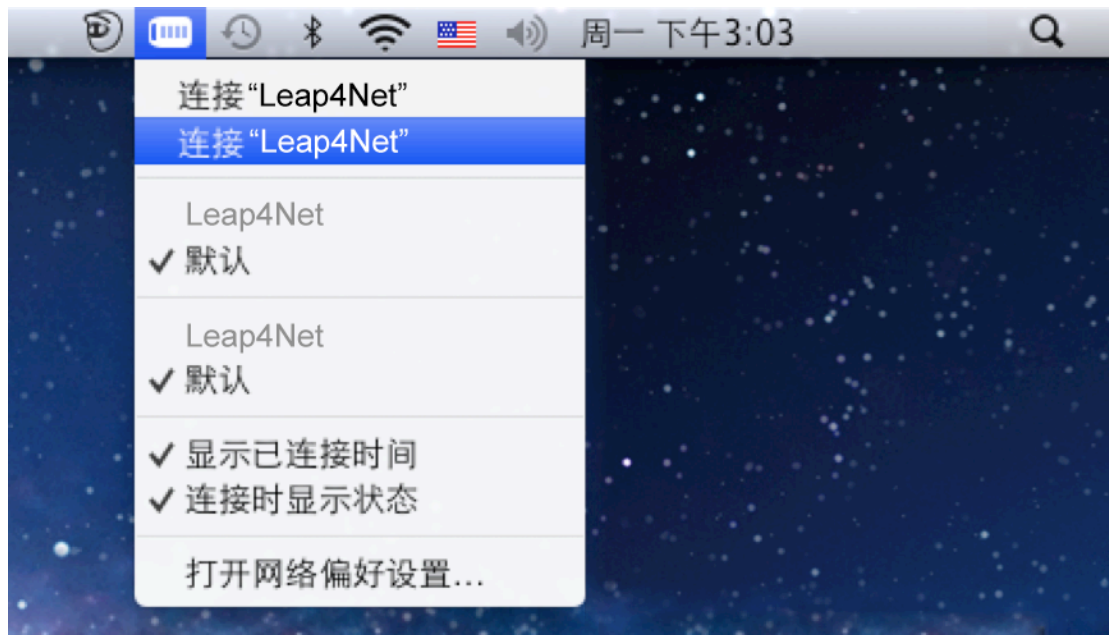 周一 下午3:03
连接“Leap4Net”
连接“Leap4Net”
Leap4Net
默认
Leap4Net
默认
显示已连接时间
连接时显示状态
打开网络偏好设置...